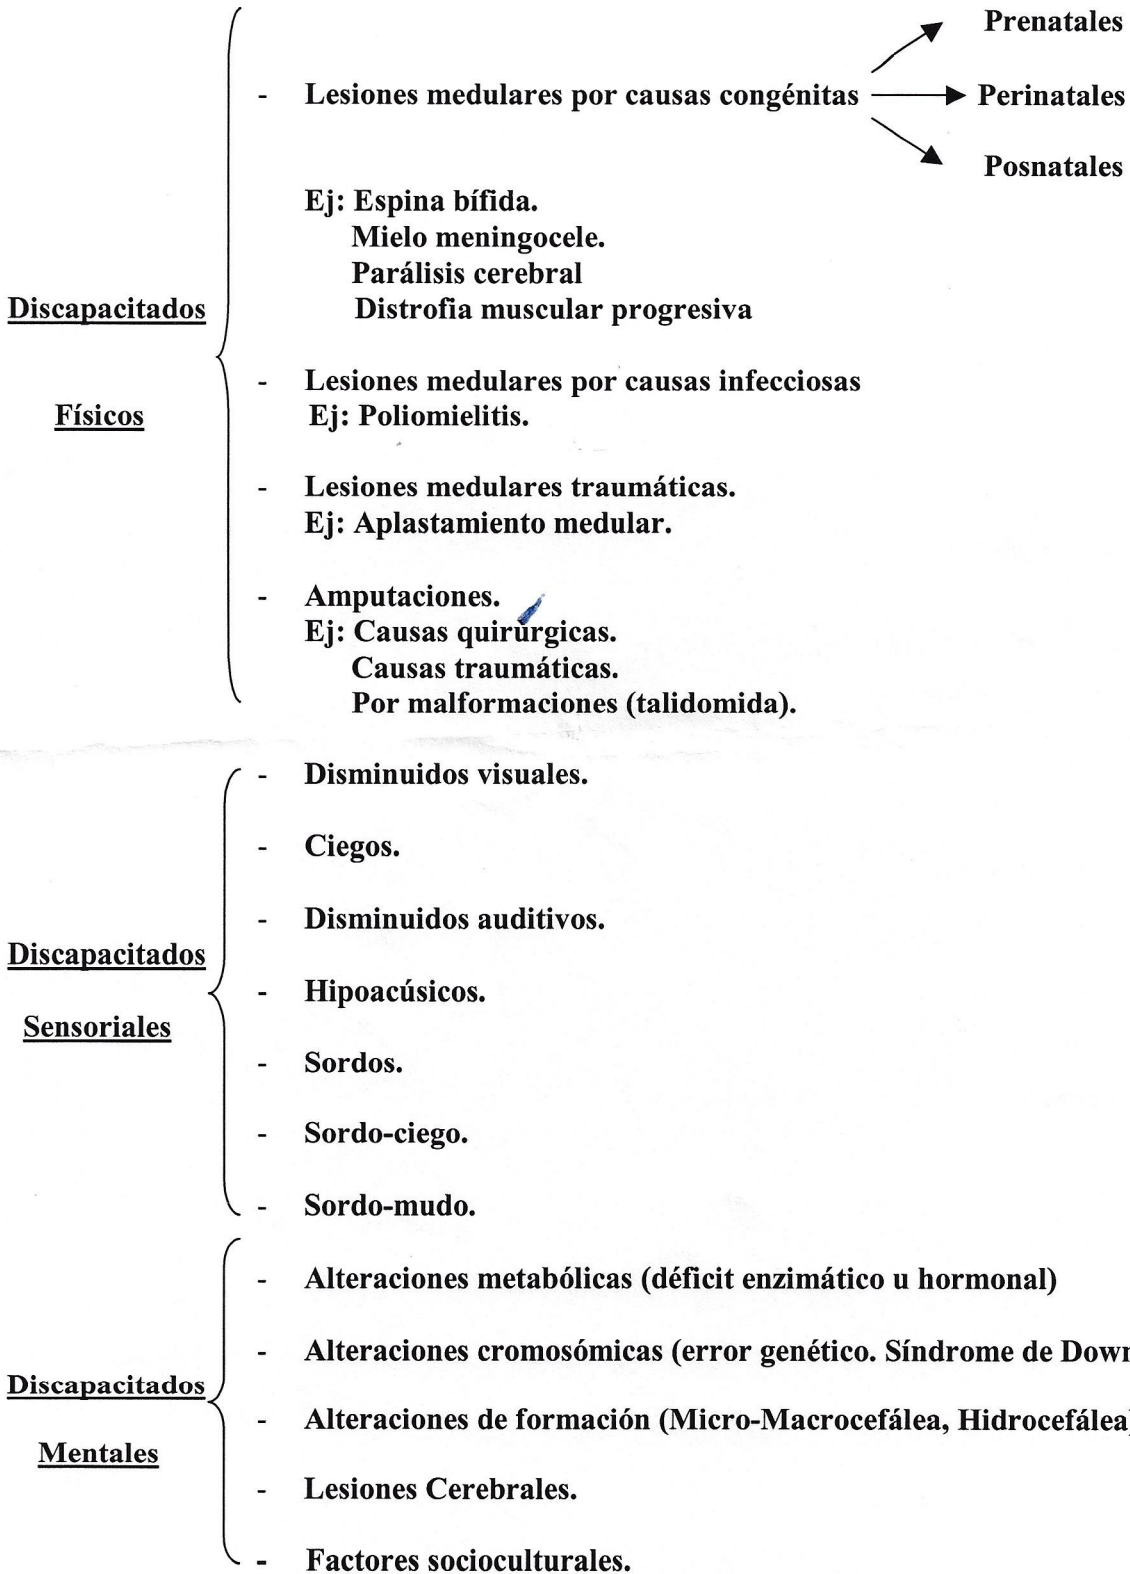 Prenatales
- Lesiones medulares por causas congénitas
Perinatales
Posnatales
Ej: Espina bífida.
Mielo meningocele.
Parálisis cerebral
Distrofia muscular progresiva
Discapacitados
Físicos
- Lesiones medulares por causas infecciosas
Ej: Poliomielitis.
- Lesiones medulares traumáticas.
Ej: Aplastamiento medular.
- Amputaciones.
Ej: Causas quirúrgicas.
Causas traumáticas.
Por malformaciones (talidomida).
Discapacitados
Sensoriales
- Disminuidos visuales.
- Ciegos.
- Disminuidos auditivos.
- Hipoacúsicos.
- Sordos.
- Sordo-ciego.
- Sordo-mudo.
Discapacitados
Mentales
- Alteraciones metabólicas (déficit enzimático u hormonal)
- Alteraciones cromosómicas (error genético. Síndrome de Down
- Alteraciones de formación (Micro-Macrocefálea, Hidrocefálea)
- Lesiones Cerebrales.
- Factores socioculturales.